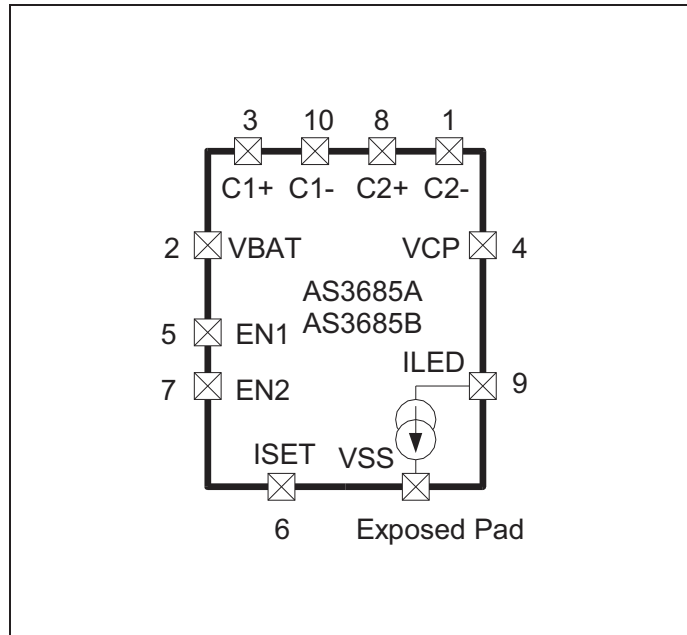 3 10 8 1
C1+ C1- C2+ C2-
2 VBAT VCP 4
AS3685A
AS3685B
5 EN1
ILED
7 EN2 9
ISET VSS
6 Exposed Pad